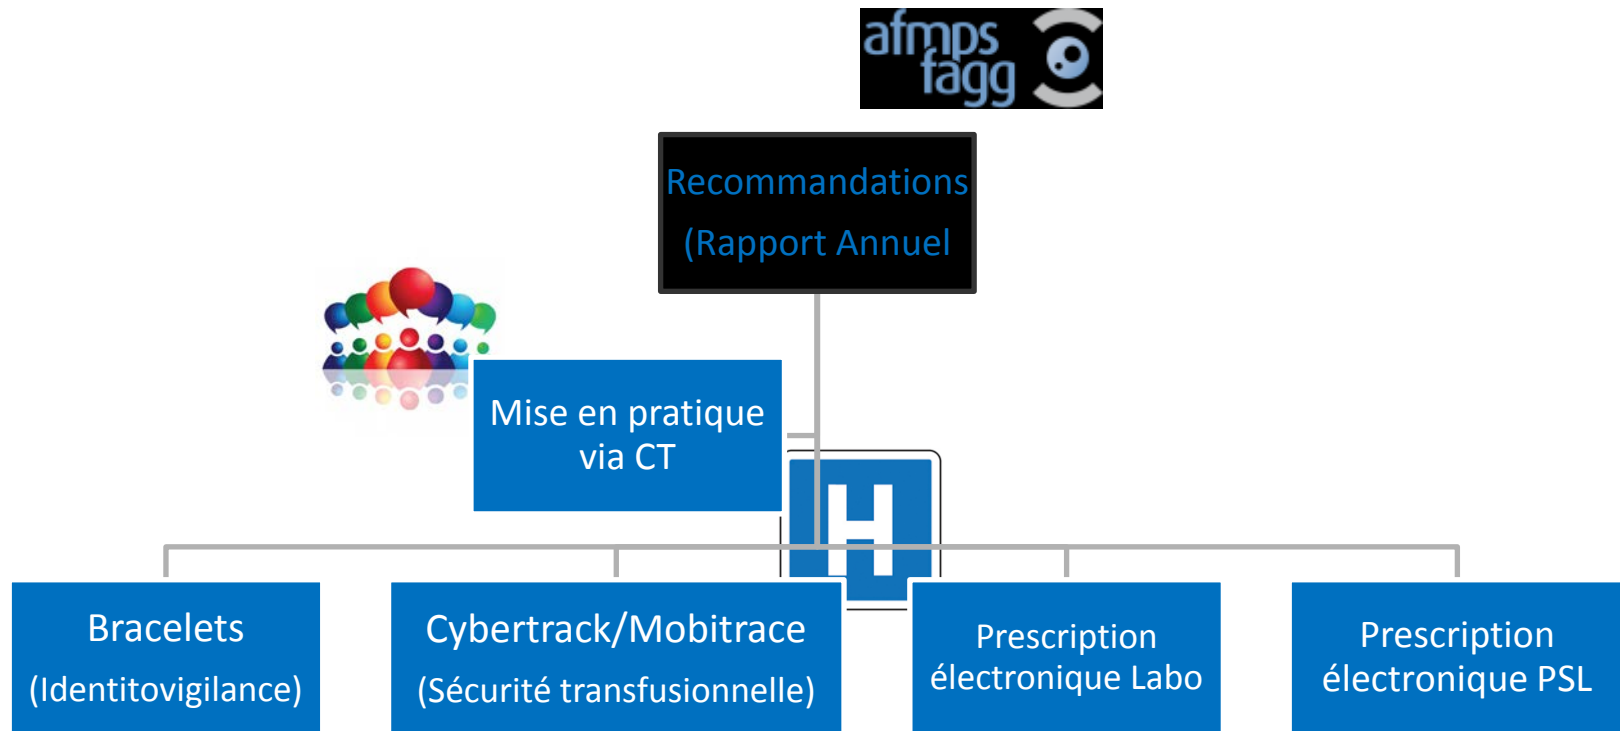 afmps
fagg
Recommandations
(Rapport Annuel
Mise en pratique
via CT
H
Bracelets
(Identitovigilance)
Cybertrack/Mobitrace
(Sécurité transfusionnelle)
Prescription
électronique Labo
Prescription
électronique PSL